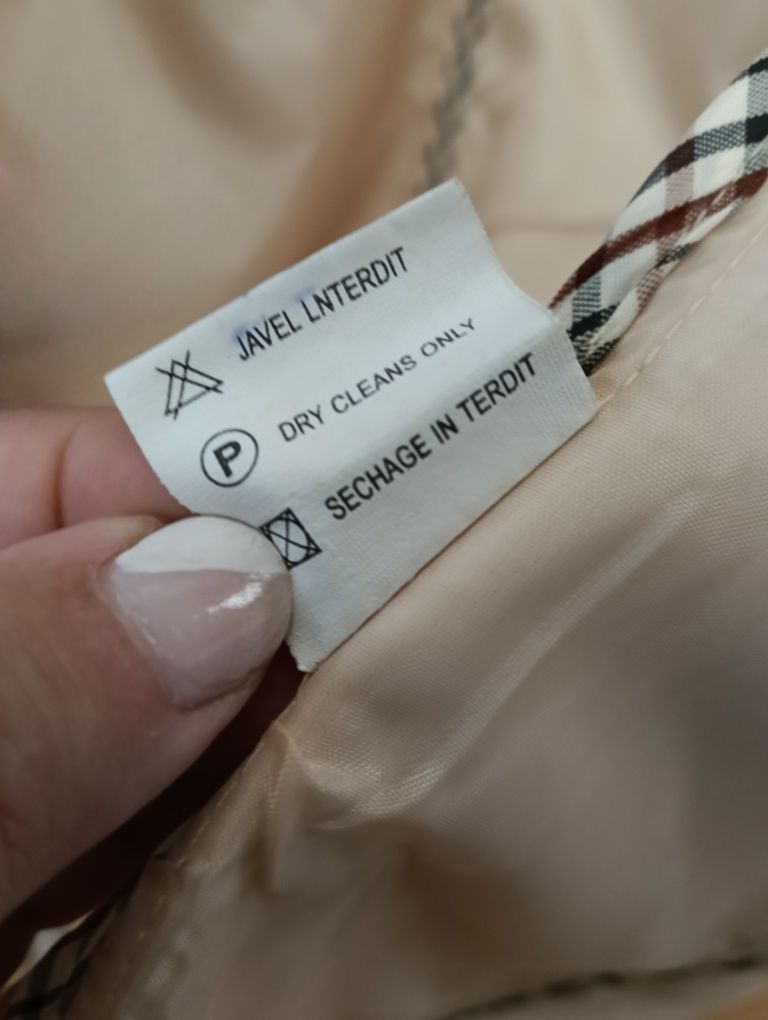 JAVEL LNTERDIT
P DRY CLEANS ONLY
SECHAGE IN TERDIT